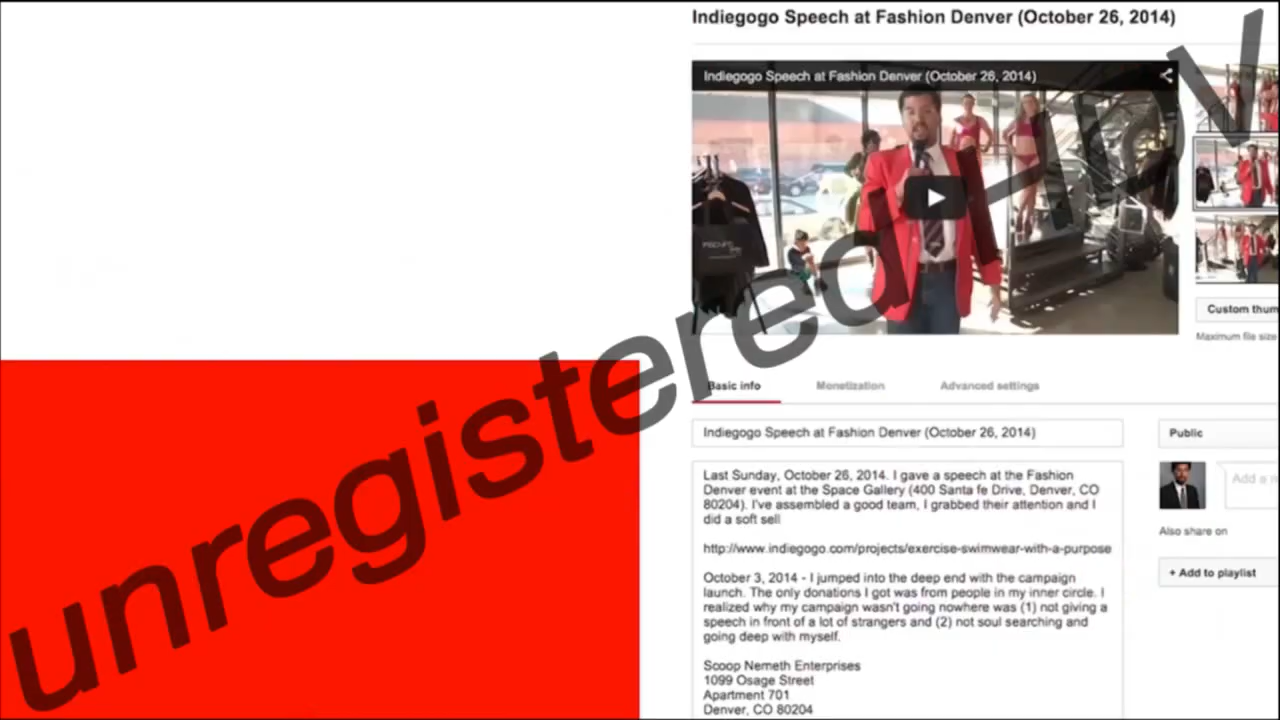 Indiegogo Speech at Fashion Denver (October 26, 2014)
Indiegogo Speech at Fashion Denver (October 26, 2014)
Custom thum
Maximum file size
Basic info
Monetization
Advanced settings
Indiegogo Speech at Fashion Denver (October 26, 2014)
Public
Last Sunday, October 26, 2014. I gave a speech at the Fashion
Denver event at the Space Gallery (400 Santa fe Drive, Denver, CO
80204). I've assembled a good team, I grabbed their attention and I
did a soft sell
http://www.indiegogo.com/projects/exercise-swimwear-with-a-purpose
October 3, 2014 - I jumped into the deep end with the campaign
launch. The only donations I got was from people in my inner circle. I
realized why my campaign wasn't going nowhere was (1) not giving a
speech in front of a lot of strangers and (2) not soul searching and
going deep with myself.
Scoop Nemeth Enterprises
1099 Osage Street
Apartment 701
Denver, CO 80204
Add a
Also share on
+ Add to playlist
unregistered HDV